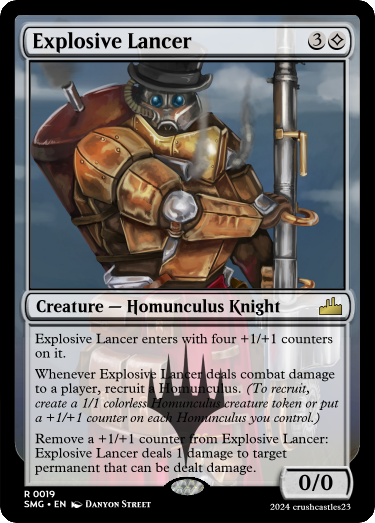 Explosive Lancer 3
Creature — Homunculus Knight
Explosive Lancer enters with four +1/+1 counters
on it.
Whenever Explosive Lancer deals combat damage
to a player, recruit a Homunculus. (To recruit,
create a 1/1 colorless Homunculus creature token or put
a +1/+1 counter on each Homunculus you control.)
Remove a +1/+1 counter from Explosive Lancer:
Explosive Lancer deals 1 damage to target
permanent that can be dealt damage.
0/0
R 0019
SMG • EN Danyon Street
2024 crushcastles23